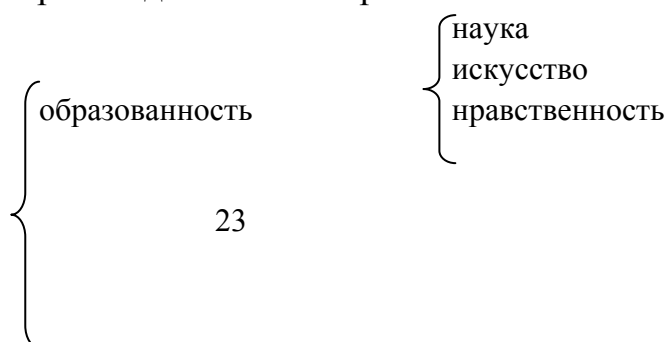 наука
искусство
образованность нравственность
23